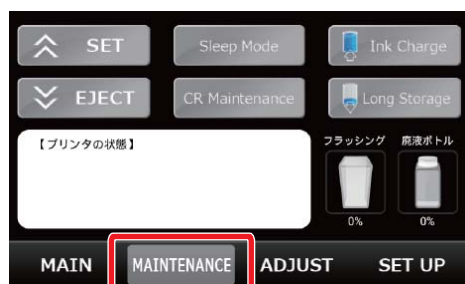 SET
Sleep Mode
Ink Charge
EJECT
CR Maintenance
Long Storage
【プリンタの状態】
フラッシング
廃液ボトル
0%
0%
MAIN
MAINTENANCE
ADJUST
SET UP